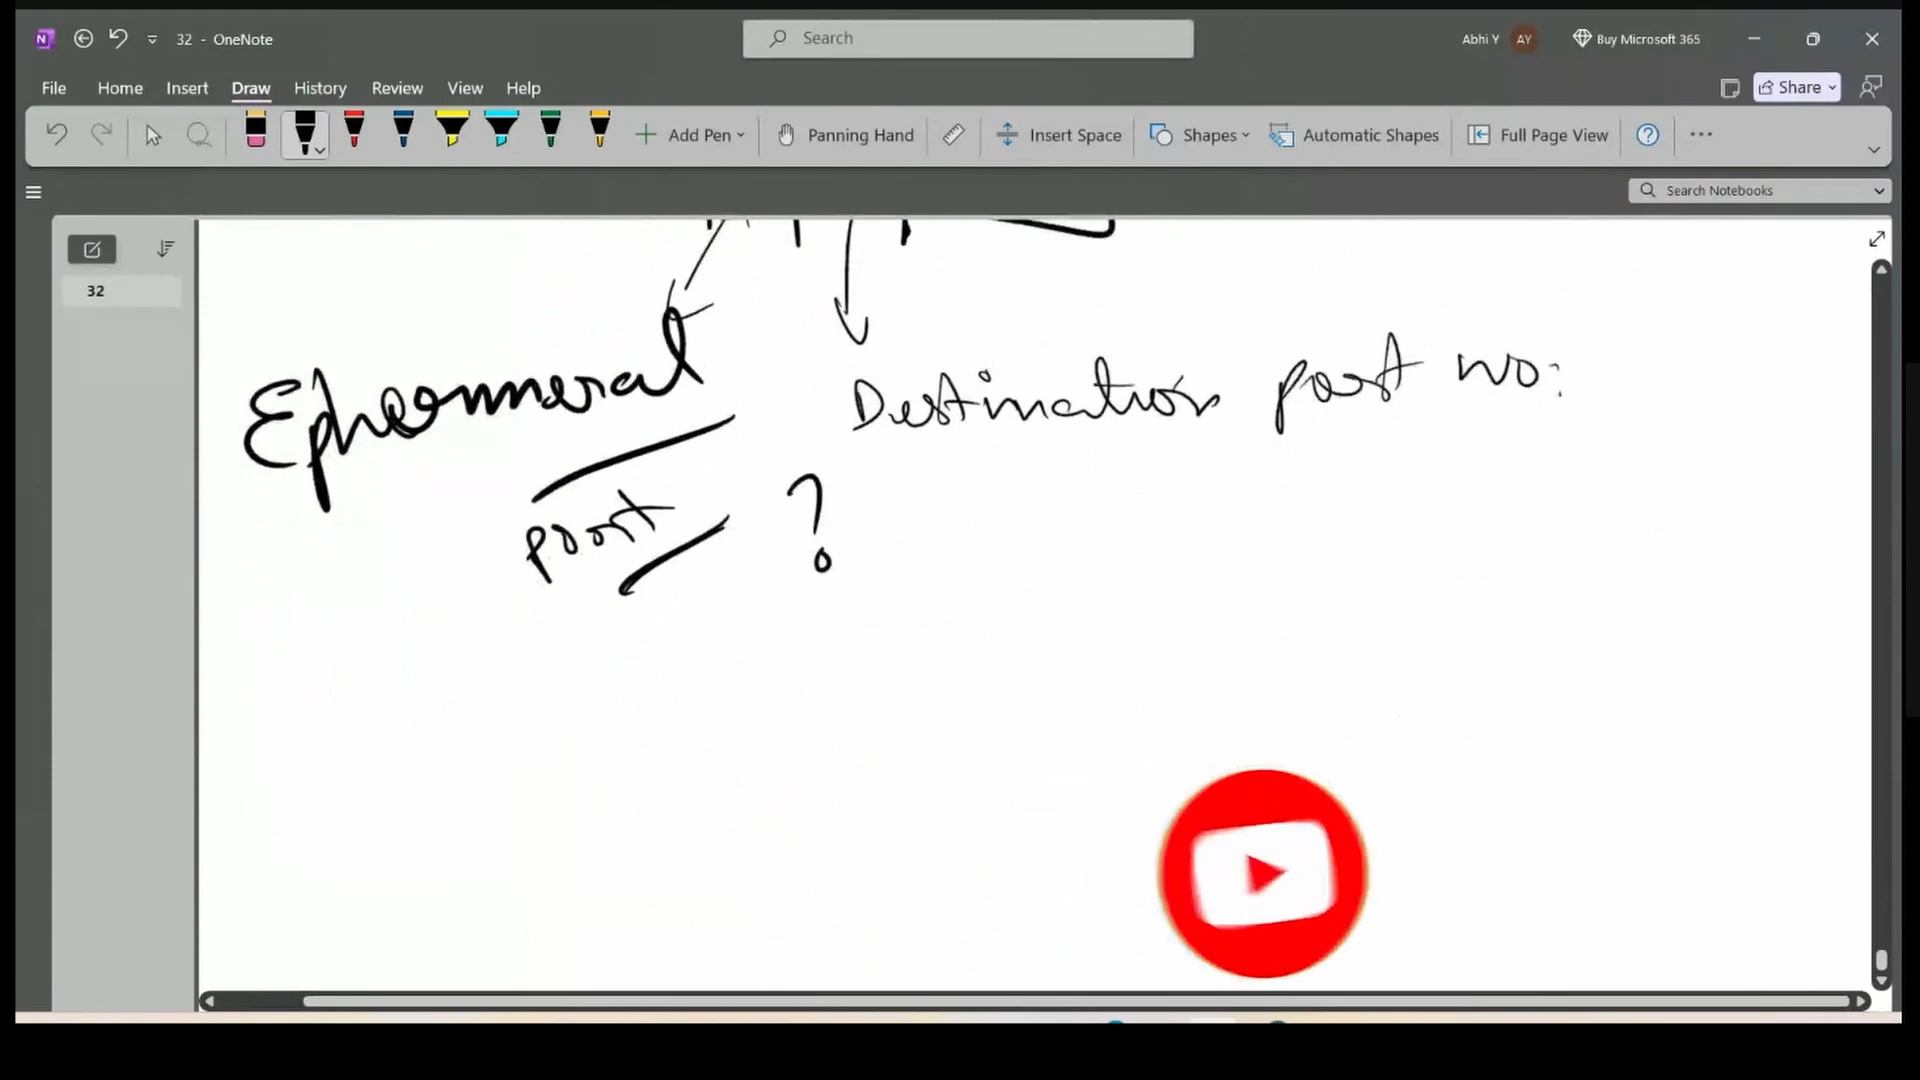 32 - OneNote
Search
Abhi Y AY
Buy Microsoft 365
File Home Insert Draw History Review View Help
Share
Add Pen
Panning Hand
Insert Space
Shapes
Automatic Shapes
Full Page View
Search Notebooks
32
Ephermeral
Destination port no:
port ?